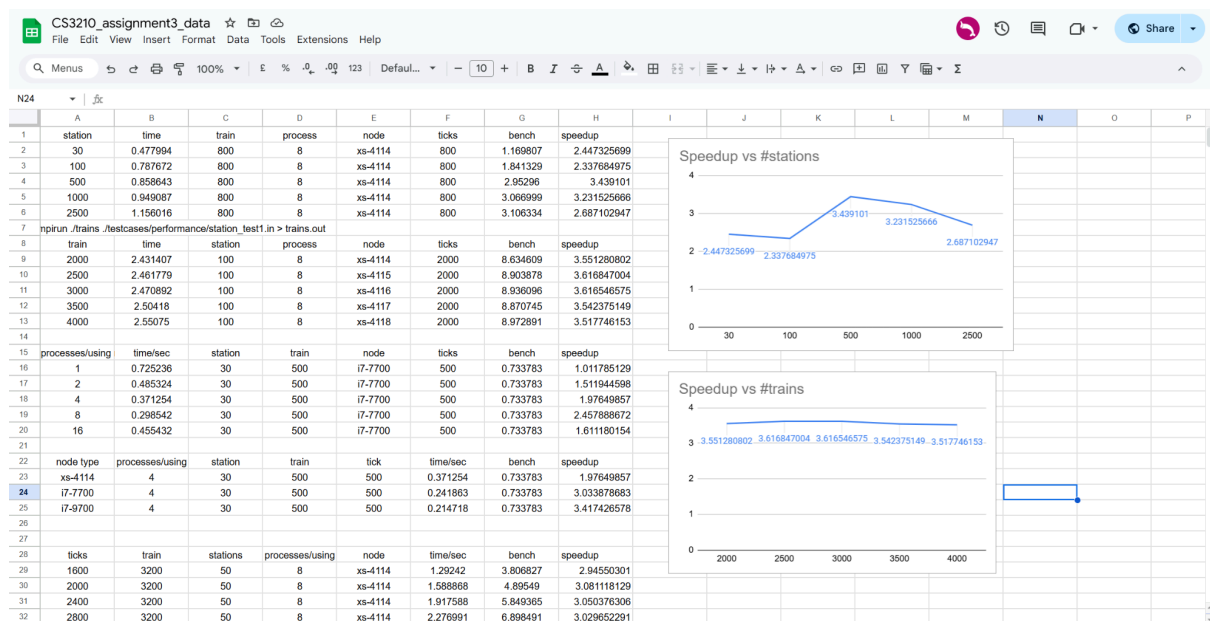 CS3210_assignment3_data
File Edit View Insert Format Data Tools Extensions Help
Share
Menus 100% £ % .0 .00 123 Defaul... 10 B I A
N24 fx
A B C D E F G H I J K L M N O P
1 station time train process node ticks bench speedup
2 30 0.477994 800 8 xs-4114 800 1.169807 2.447325699
3 100 0.787672 800 8 xs-4114 800 1.841329 2.337684975
4 500 0.858643 800 8 xs-4114 800 2.95296 3.439101
5 1000 0.949087 800 8 xs-4114 800 3.066999 3.231525666
6 2500 1.156016 800 8 xs-4114 800 3.106334 2.687102947
7 npirun ./trains ./testcases/performance/station_test1.in > trains.out
8 train time station process node ticks bench speedup
9 2000 2.431407 100 8 xs-4114 2000 8.634609 3.551280802
10 2500 2.461779 100 8 xs-4115 2000 8.903878 3.616847004
11 3000 2.470892 100 8 xs-4116 2000 8.936096 3.616546575
12 3500 2.50418 100 8 xs-4117 2000 8.870745 3.542375149
13 4000 2.55075 100 8 xs-4118 2000 8.972891 3.517746153
14
15 processes/using time/sec station train node ticks bench speedup
16 1 0.725236 30 500 i7-7700 500 0.733783 1.011785129
17 2 0.485324 30 500 i7-7700 500 0.733783 1.511944598
18 4 0.371254 30 500 i7-7700 500 0.733783 1.97649857
19 8 0.298542 30 500 i7-7700 500 0.733783 2.457888672
20 16 0.455432 30 500 i7-7700 500 0.733783 1.611180154
21
22 node type processes/using station train tick time/sec bench speedup
23 xs-4114 4 30 500 500 0.371254 0.733783 1.97649857
24 i7-7700 4 30 500 500 0.241863 0.733783 3.033878683
25 i7-9700 4 30 500 500 0.214718 0.733783 3.417426578
26
27
28 ticks train stations processes/using node time/sec bench speedup
29 1600 3200 50 8 xs-4114 1.29242 3.806827 2.94550301
30 2000 3200 50 8 xs-4114 1.588868 4.89549 3.081118129
31 2400 3200 50 8 xs-4114 1.917588 5.849365 3.050376306
32 2800 3200 50 8 xs-4114 2.276991 6.898491 3.029652291
Speedup vs #stations
4
3
3.439101 3.231525666
2.687102947
2 2.447325699 2.337684975
1
0
30 100 500 1000 2500
Speedup vs #trains
4
3 3.551280802 3.616847004 3.616546575 3.542375149 3.517746153
2
1
0
2000 2500 3000 3500 4000